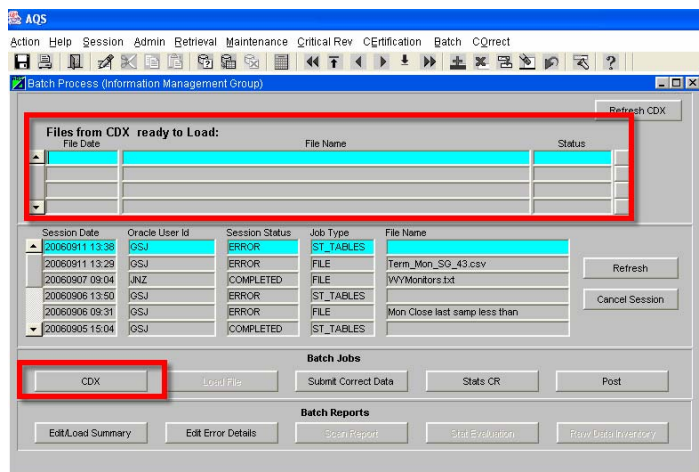 AQS
Action Help Session Admin Retrieval Maintenance Critical Rev CErtification Batch COrrect
Batch Process (Information Management Group)
Refresh CDX
Files from CDX ready to Load:
File Date File Name Status
Session Date Oracle User Id Session Status Job Type File Name
20060911 13:38 GSJ ERROR ST_TABLES
20060911 13:29 GSJ ERROR FILE Term_Mon_SG_43.csv
Refresh
20060907 09:04 JNZ COMPLETED FILE WYMonitors.txt
20060906 13:50 GSJ ERROR ST_TABLES
Cancel Session
20060906 09:31 GSJ ERROR FILE Mon Close last samp less than
20060905 15:04 GSJ COMPLETED ST_TABLES
Batch Jobs
CDX Load File Submit Correct Data Stats CR Post
Batch Reports
Edit/Load Summary Edit Error Details Scan Report Stat Evaluation Raw Data Inventory